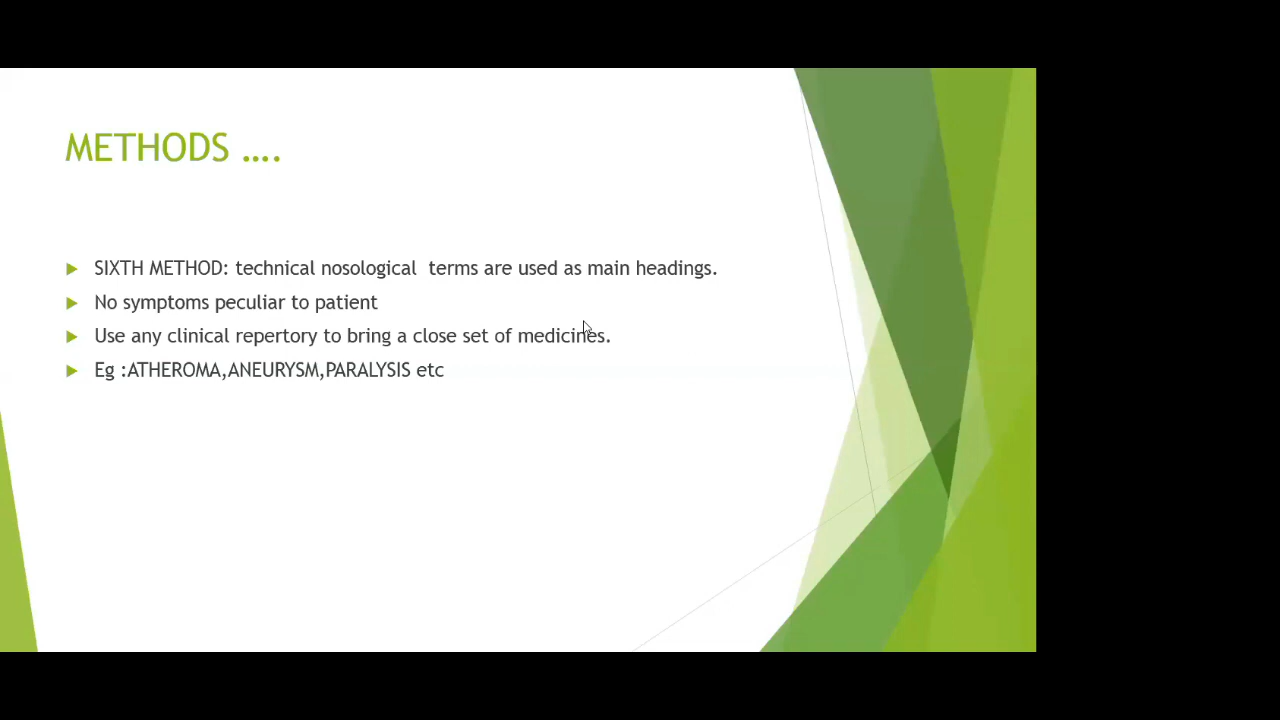 METHODS ....
SIXTH METHOD: technical nosological  terms are used as main headings.
No symptoms peculiar to patient
Use any clinical repertory to bring a close set of medicines.
Eg :ATHEROMA,ANEURYSM,PARALYSIS etc